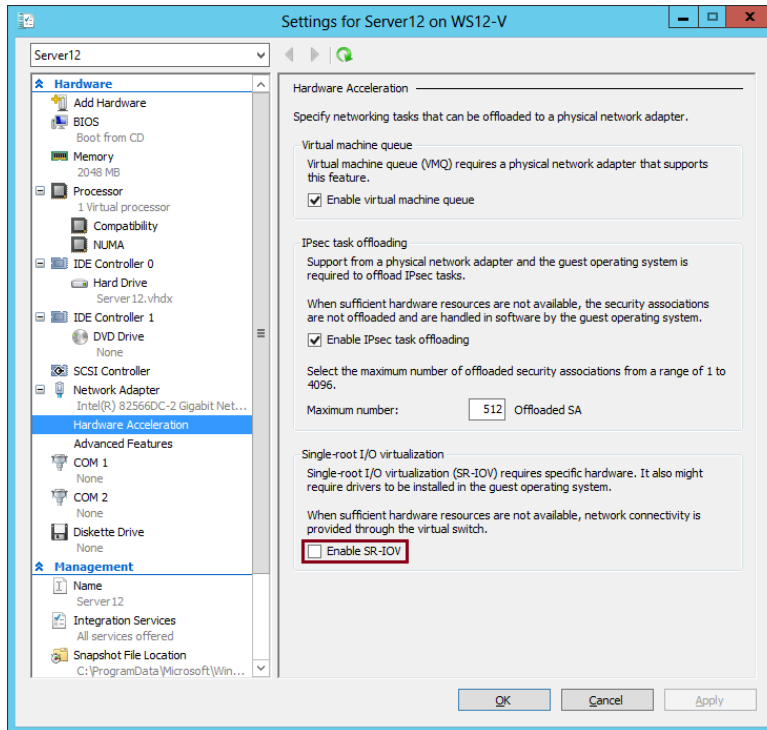 Settings for Server12 on WS12-V
Server12
Hardware
Add Hardware
BIOS
Boot from CD
Memory
2048 MB
Processor
1 Virtual processor
Compatibility
NUMA
IDE Controller 0
Hard Drive
Server12.vhdx
IDE Controller 1
DVD Drive
None
SCSI Controller
Network Adapter
Intel(R) 82566DC-2 Gigabit Net...
Hardware Acceleration
Advanced Features
COM 1
None
COM 2
None
Diskette Drive
None
Management
Name
Server12
Integration Services
All services offered
Snapshot File Location
C:\ProgramData\Microsoft\Win...
Hardware Acceleration
Specify networking tasks that can be offloaded to a physical network adapter.
Virtual machine queue
Virtual machine queue (VMQ) requires a physical network adapter that supports
this feature.
Enable virtual machine queue
IPsec task offloading
Support from a physical network adapter and the guest operating system is
required to offload IPsec tasks.
When sufficient hardware resources are not available, the security associations
are not offloaded and are handled in software by the guest operating system.
Enable IPsec task offloading
Select the maximum number of offloaded security associations from a range of 1 to
4096.
Maximum number: 512 Offloaded SA
Single-root I/O virtualization
Single-root I/O virtualization (SR-IOV) requires specific hardware. It also might
require drivers to be installed in the guest operating system.
When sufficient hardware resources are not available, network connectivity is
provided through the virtual switch.
Enable SR-IOV
OK Cancel Apply